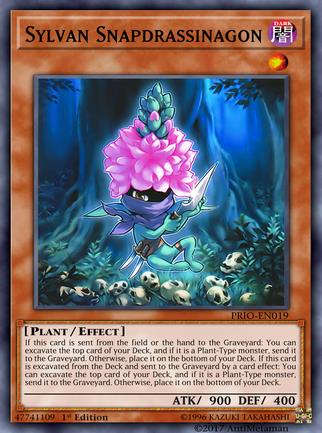 SYLVAN SNAPDRASSINAGON
DARK
闇
PRIO-EN019
[PLANT / EFFECT]
If this card is sent from the field or the hand to the Graveyard: You can
excavate the top card of your Deck, and if it is a Plant-Type monster, send
it to the Graveyard. Otherwise, place it on the bottom of your Deck. If this
card is excavated from the Deck and sent to the Graveyard by a card effect: You
can excavate the top card of your Deck, and if it is a Plant-Type monster,
send it to the Graveyard. Otherwise, place it on the bottom of your Deck.
ATK/ 900 DEF/ 400
47741109 1st Edition ©1996 KAZUKI TAKAHASHI
©2017 AntiMetaman